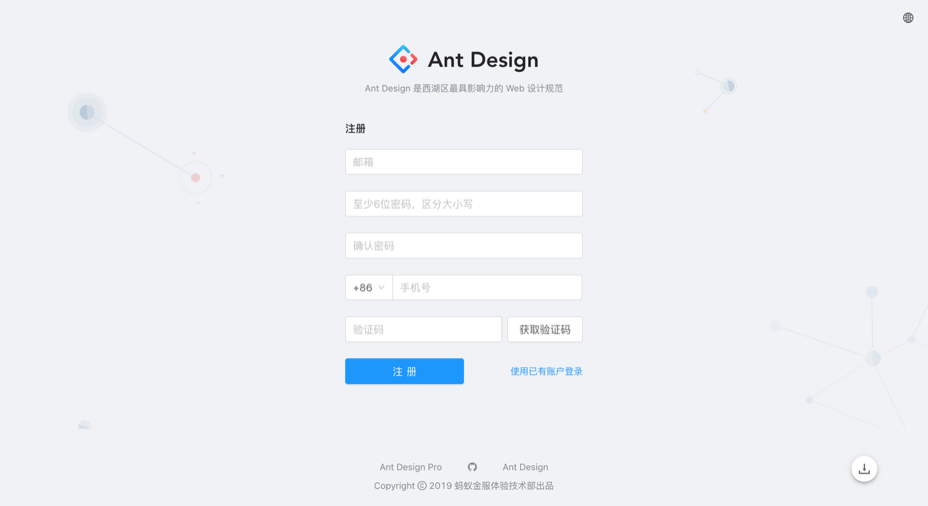 Ant Design
Ant Design 是西湖区最具影响力的 Web 设计规范
注册
邮箱
至少6位密码，区分大小写
确认密码
+86 手机号
验证码 获取验证码
注 册 使用已有账户登录
Ant Design Pro Ant Design
Copyright © 2019 蚂蚁金服体验技术部出品